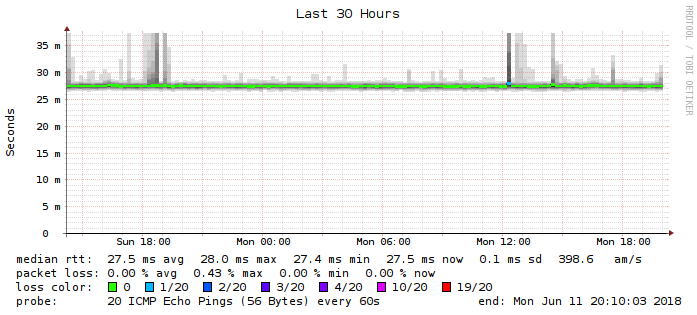 Last 30 Hours
RRDTOOL / TOBI OETIKER
Seconds
35 m
30 m
25 m
20 m
15 m
10 m
5 m
0
Sun 18:00 Mon 00:00 Mon 06:00 Mon 12:00 Mon 18:00
median rtt: 27.5 ms avg 28.0 ms max 27.4 ms min 27.5 ms now 0.1 ms sd 398.6 am/s
packet loss: 0.00 % avg 0.43 % max 0.00 % min 0.00 % now
loss color: 0 1/20 2/20 3/20 4/20 10/20 19/20
probe: 20 ICMP Echo Pings (56 Bytes) every 60s end: Mon Jun 11 20:10:03 2018